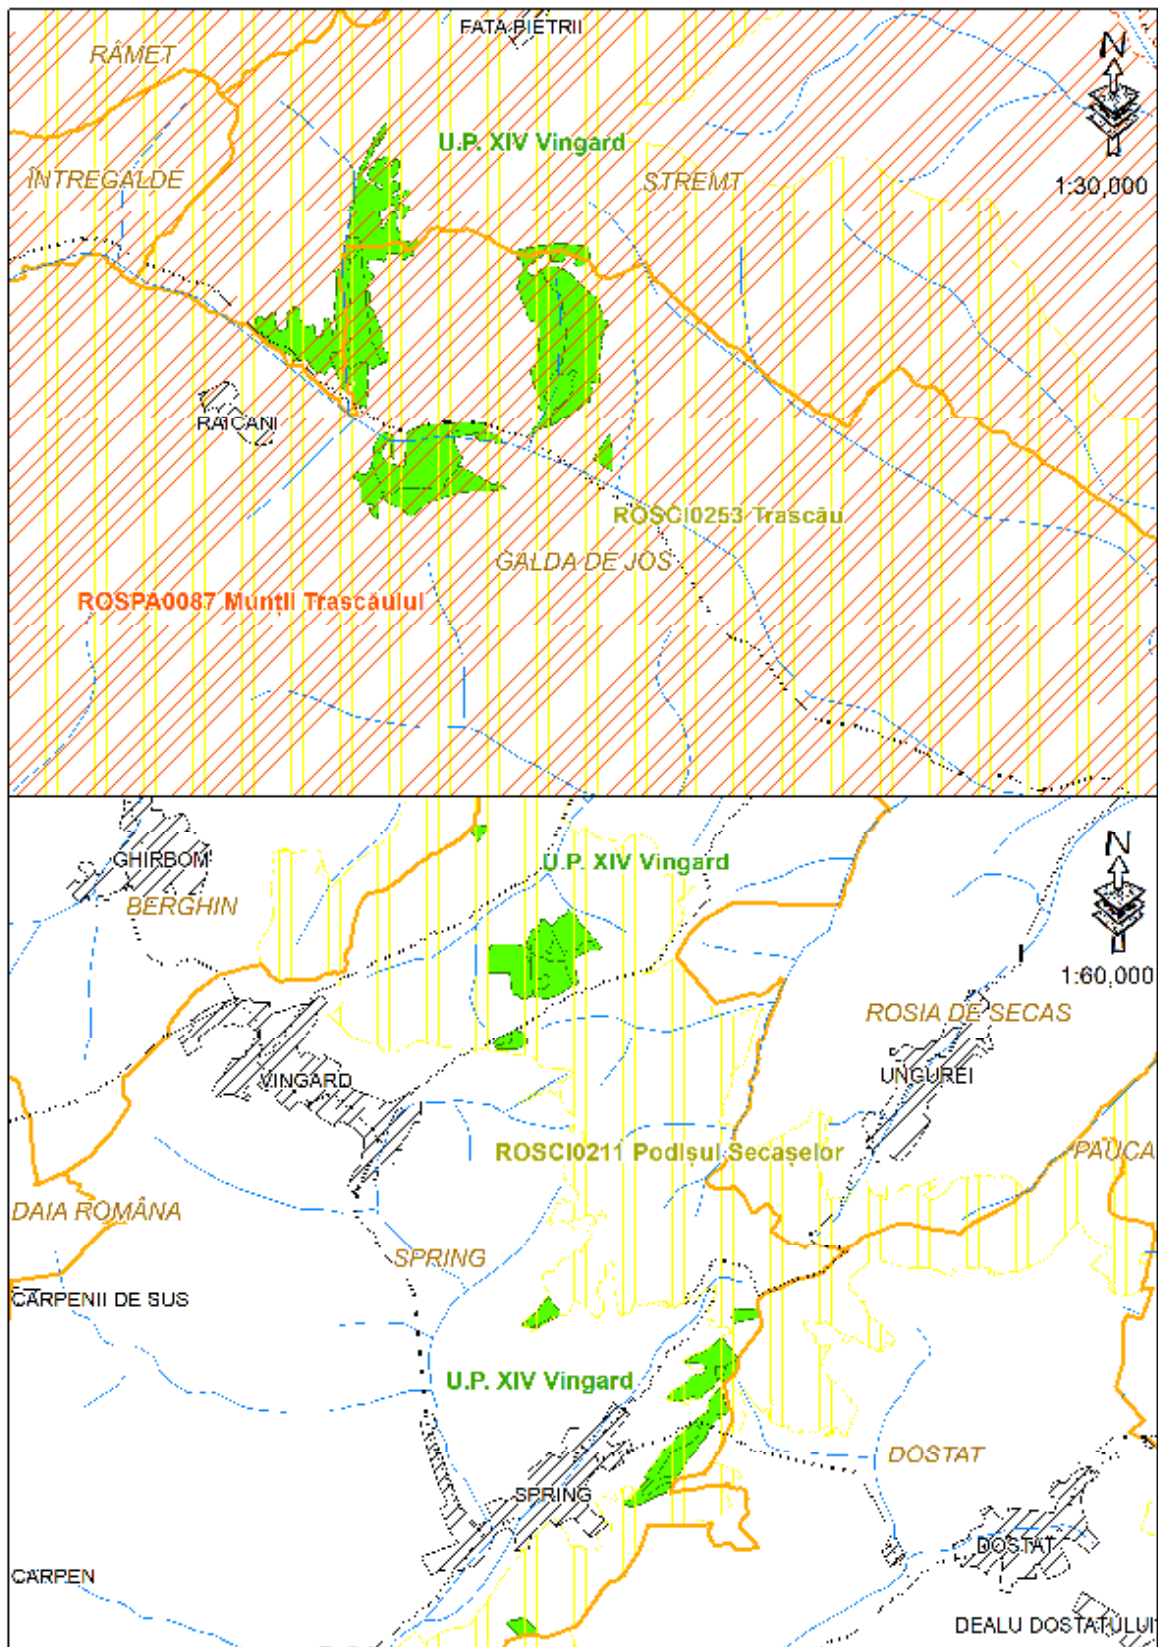 FATA PIETRII
RÂMET
N
U.P. XIV Vingard
ÎNTREGALDE
STREMT
1:30,000
RAICANI
ROSCI0253 Trascău
GALDA DE JOS
ROSPA0087 Munții Trascăului
N
GHIRBOM
U.P. XIV Vingard
BERGHIN
1:60,000
ROSIA DE SECAS
VINGARD
UNGUREI
ROSCI0211 Podișul Secașelor
PAUCA
DAIA ROMÂNA
SPRING
CARPENII DE SUS
U.P. XIV Vingard
DOSTAT
SPRING
DOSTAT
CARPEN
DEALU DOSTATULUI